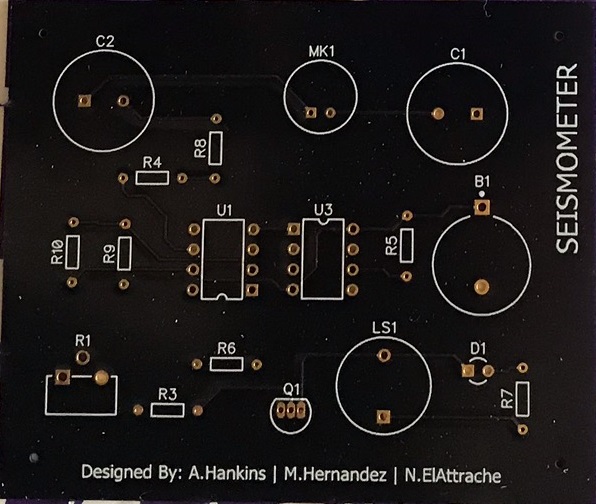 C2
MK1
C1
SEISMOMETER
R8
R4
B1
U1
U3
R10
R9
R5
LS1
R1
R6
D1
R3
Q1
R7
Designed By: A.Hankins | M.Hernandez | N.ElAttrache